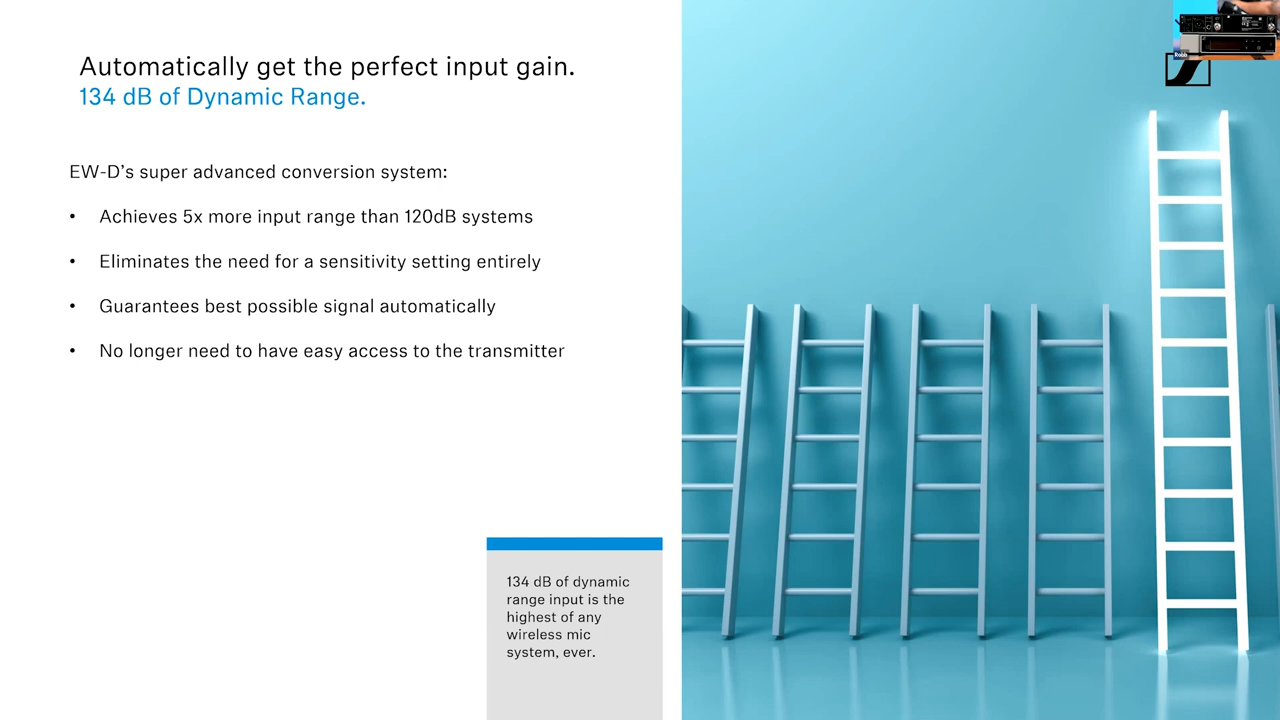 Automatically get the perfect input gain.
134 dB of Dynamic Range.
EW-D’s super advanced conversion system:
• Achieves 5x more input range than 120dB systems
• Eliminates the need for a sensitivity setting entirely
• Guarantees best possible signal automatically
• No longer need to have easy access to the transmitter
134 dB of dynamic
range input is the
highest of any
wireless mic
system, ever.
Robb